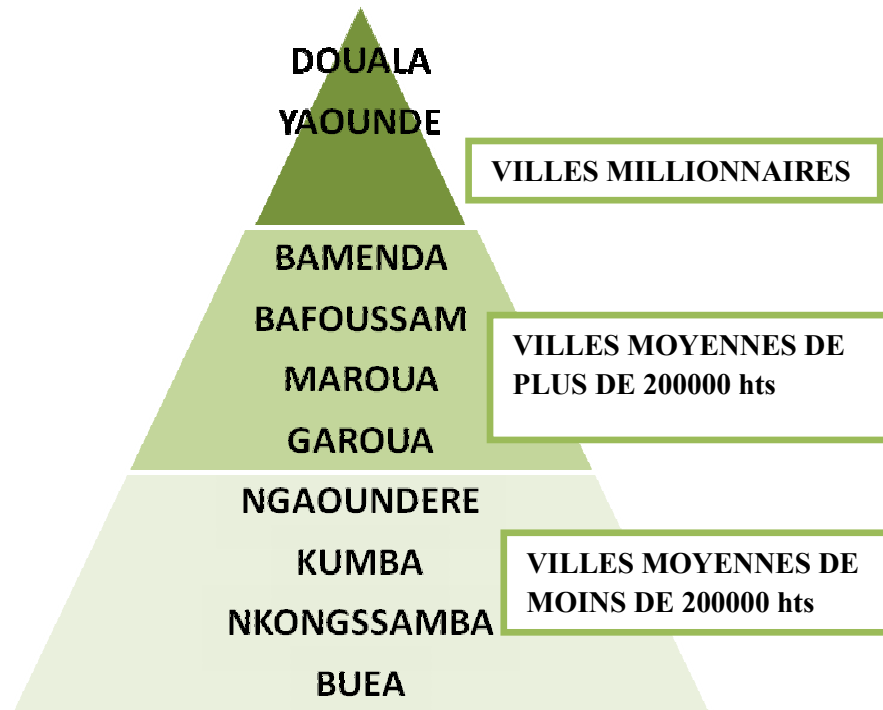 DOUALA
YAOUNDE
VILLES MILLIONNAIRES
BAMENDA
BAFOUSSAM
MAROUA
GAROUA
VILLES MOYENNES DE
PLUS DE 200000 hts
NGAOUNDERE
KUMBA
NKONGSSAMBA
BUEA
VILLES MOYENNES DE
MOINS DE 200000 hts